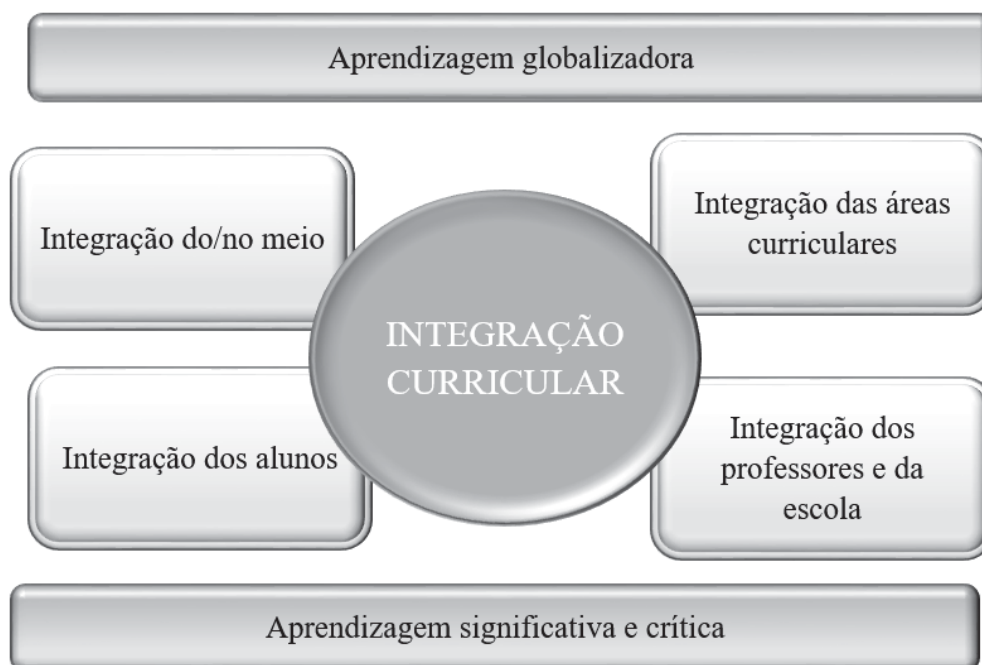 Aprendizagem globalizadora
Integração do/no meio
Integração das áreas
curriculares
INTEGRAÇÃO
CURRICULAR
Integração dos alunos
Integração dos
professores e da
escola
Aprendizagem significativa e crítica